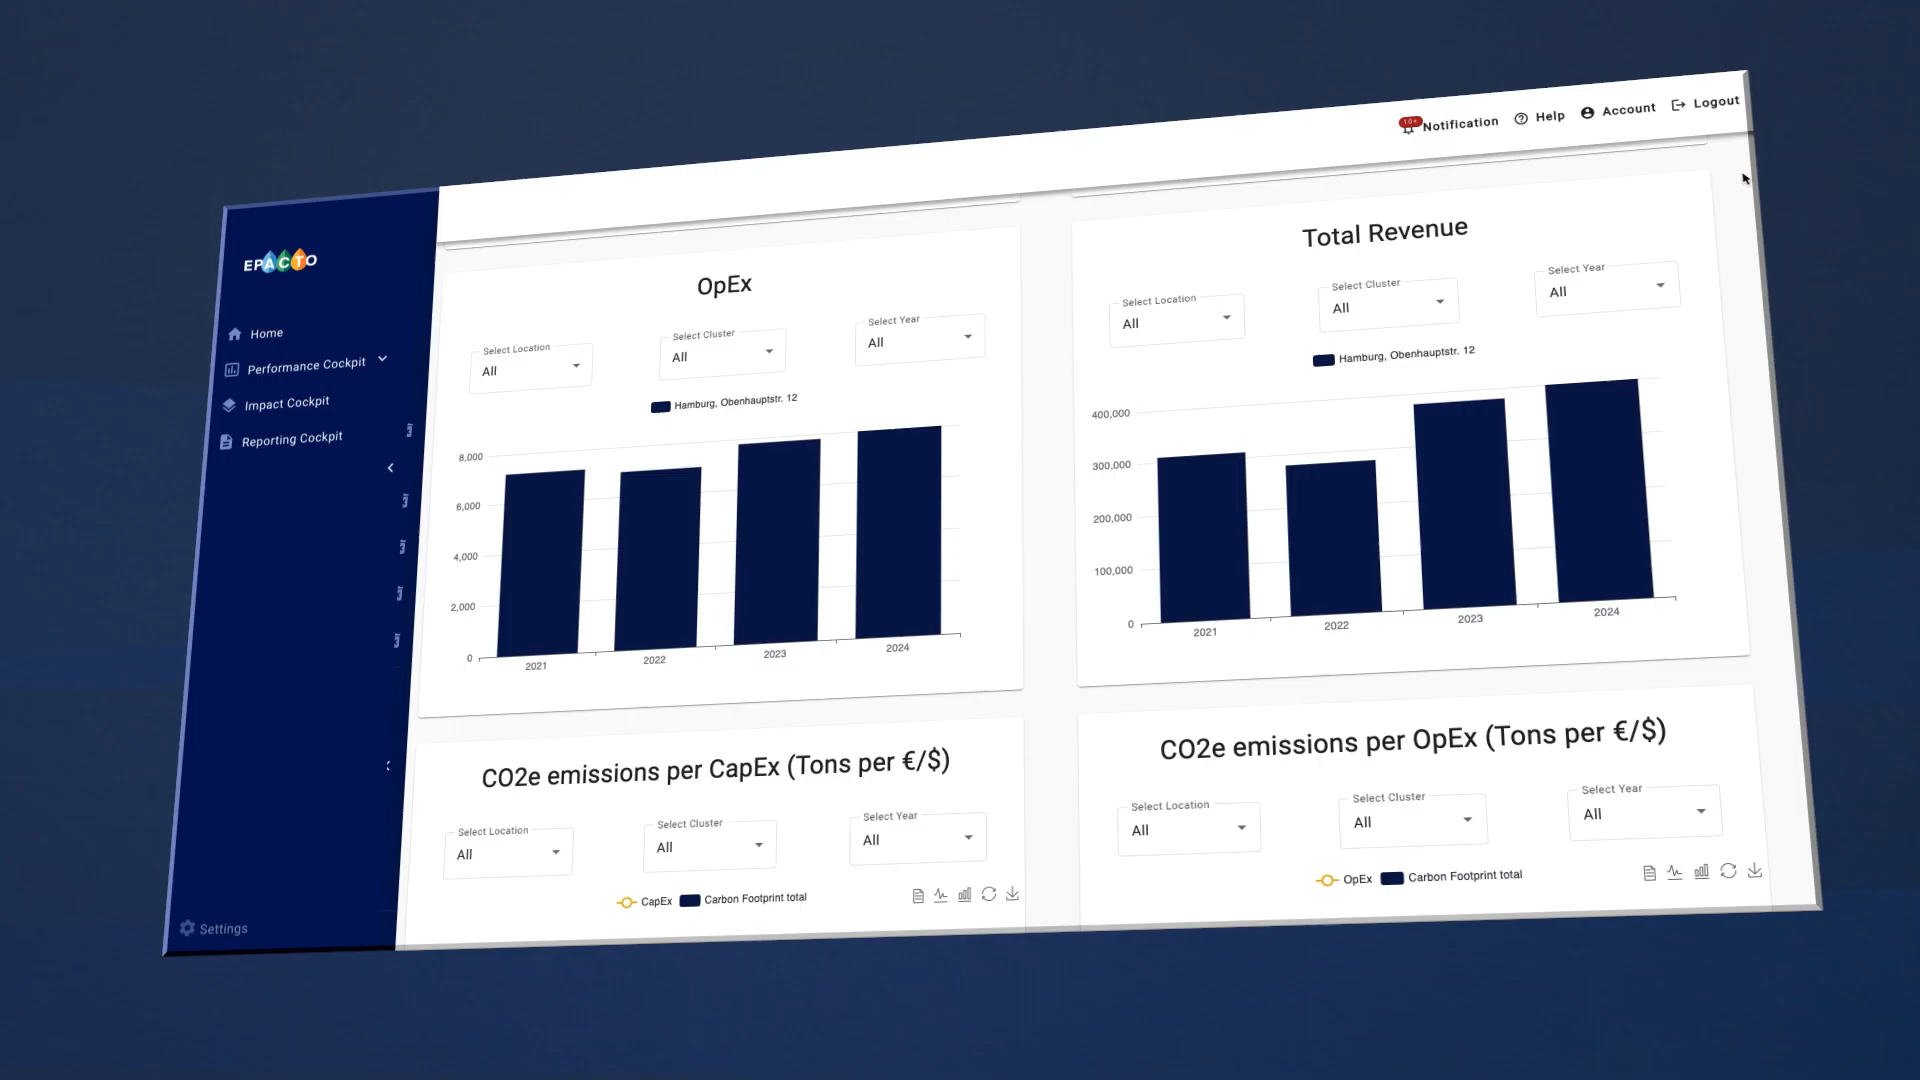 10+ Notification Help Account Logout
EPACTO
Home
Performance Cockpit
Impact Cockpit
Reporting Cockpit
Settings
OpEx
Select Location
All
Select Cluster
All
Select Year
All
Hamburg, Obenhauptstr. 12
8,000
6,000
4,000
2,000
0
2021 2022 2023 2024
Total Revenue
Select Location
All
Select Cluster
All
Select Year
All
Hamburg, Obenhauptstr. 12
400,000
300,000
200,000
100,000
0
2021 2022 2023 2024
CO2e emissions per CapEx (Tons per €/$)
Select Location
All
Select Cluster
All
Select Year
All
CapEx Carbon Footprint total
CO2e emissions per OpEx (Tons per €/$)
Select Location
All
Select Cluster
All
Select Year
All
OpEx Carbon Footprint total